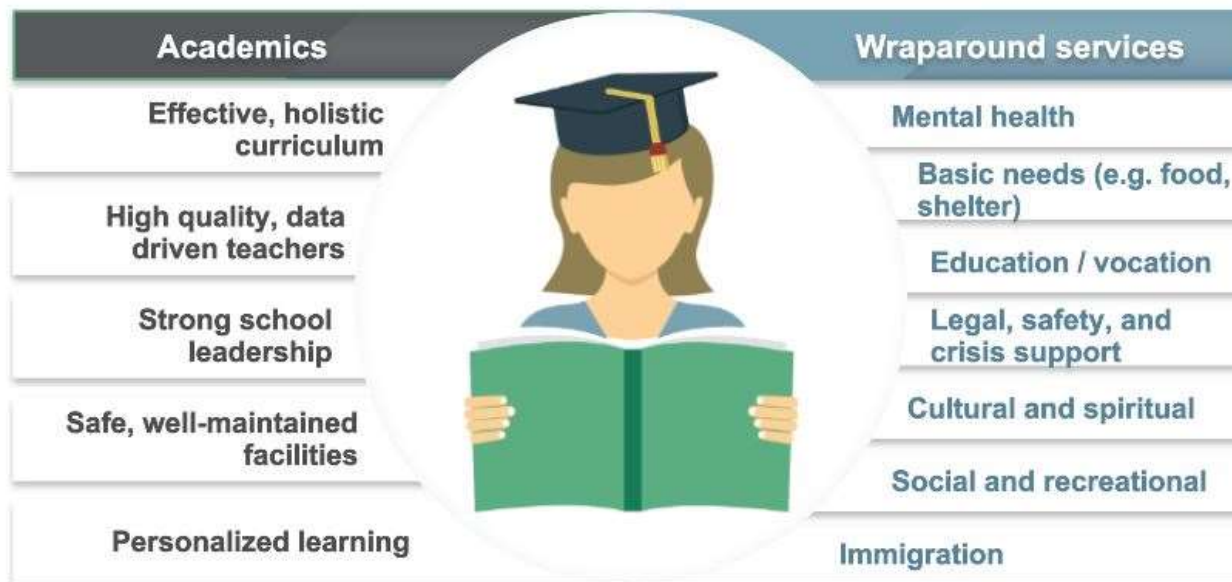 Academics
Effective, holistic
curriculum
High quality, data
driven teachers
Strong school
leadership
Safe, well-maintained
facilities
Personalized learning
Wraparound services
Mental health
Basic needs (e.g. food,
shelter)
Education / vocation
Legal, safety, and
crisis support
Cultural and spiritual
Social and recreational
Immigration